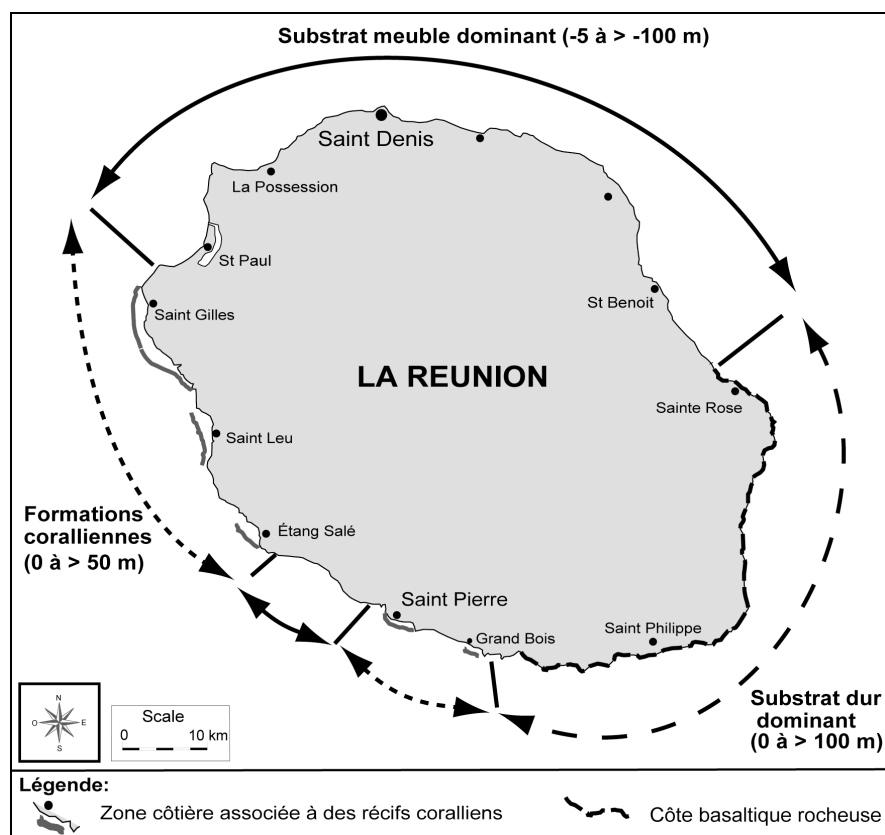 Substrat meuble dominant (-5 à > -100 m)
Saint Denis
La Possession
St Paul
Saint Gilles
St Benoit
LA REUNION
Sainte Rose
Saint Leu
Formations
coralliennes
(0 à > 50 m)
Étang Salé
Saint Pierre
Grand Bois
Saint Philippe
Substrat dur
dominant
(0 à > 100 m)
N
O
E
S
Scale
0 10 km
Légende:
Zone côtière associée à des récifs coralliens
Côte basaltique rocheuse